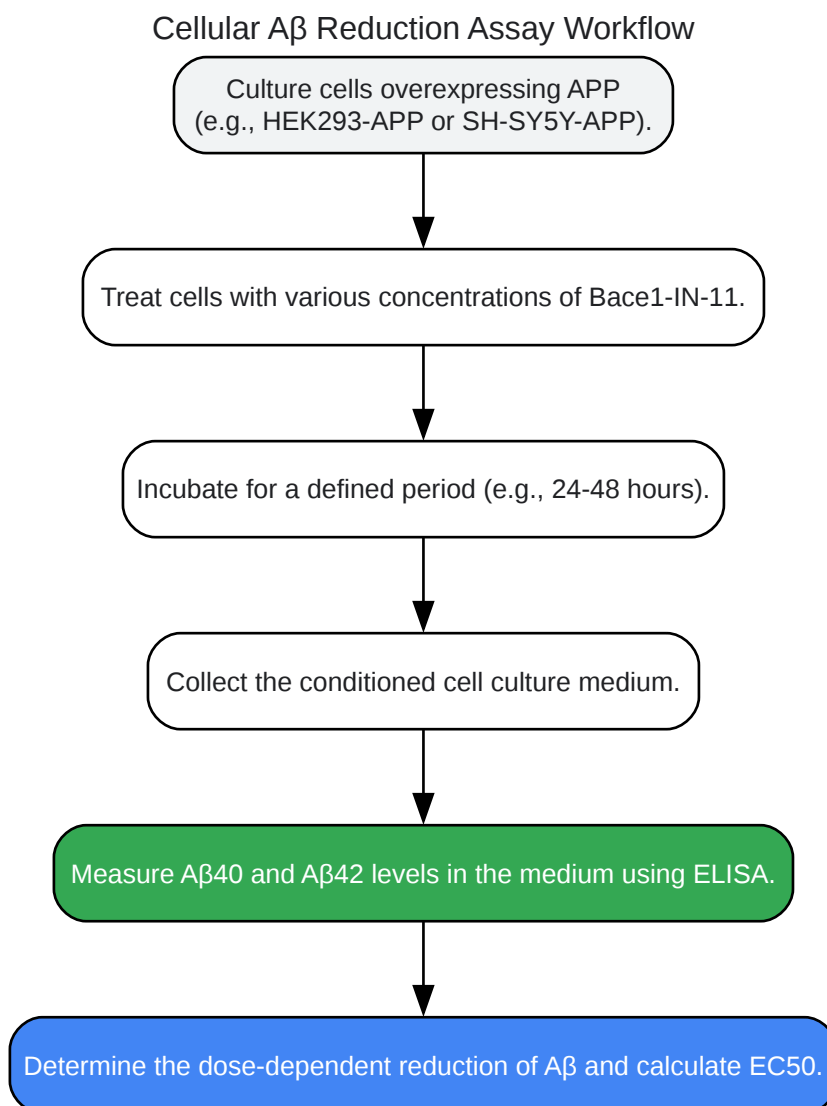 Cellular Aβ Reduction Assay Workflow
Culture cells overexpressing APP
(e.g., HEK293-APP or SH-SY5Y-APP).
Treat cells with various concentrations of Bace1-IN-11.
Incubate for a defined period (e.g., 24-48 hours).
Collect the conditioned cell culture medium.
Measure Aβ40 and Aβ42 levels in the medium using ELISA.
Determine the dose-dependent reduction of Aβ and calculate EC50.